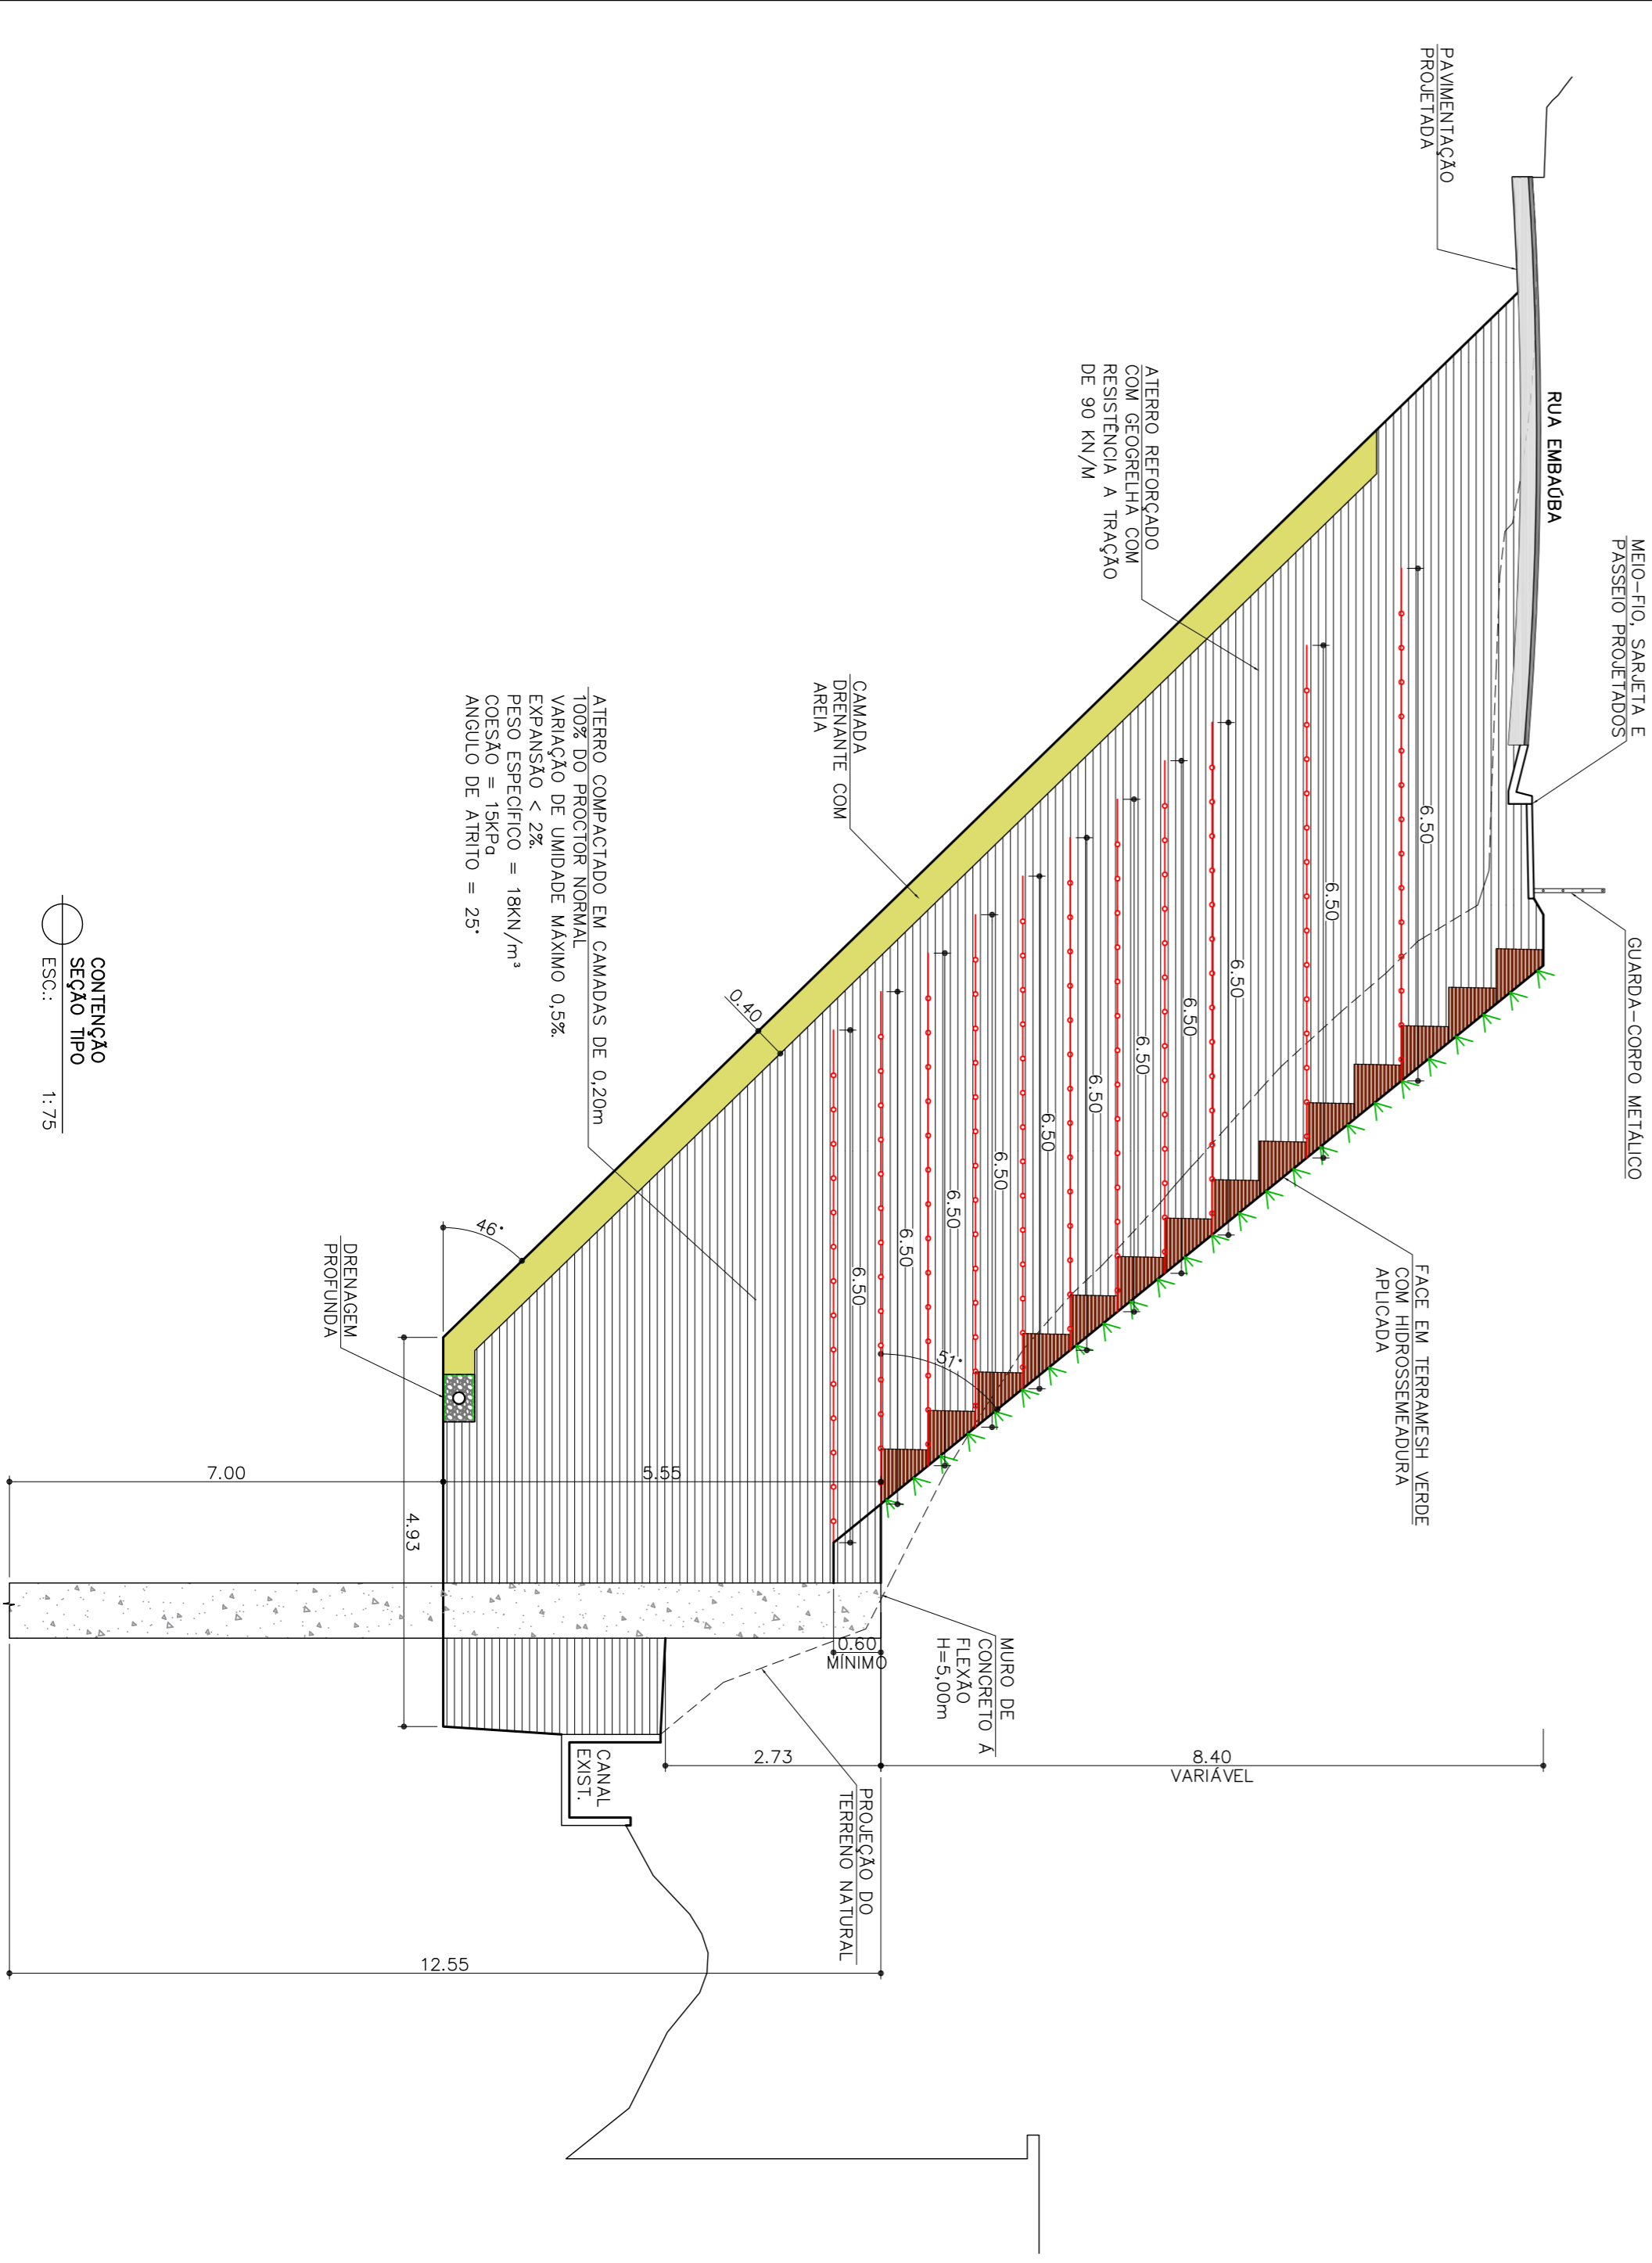 PAVIMENTAÇÃO
PROJETADA
RUA EMBAÚBA
MEIO-FIO, SARJETA E
PASSEIO PROJETADOS
GUARDA-CORPO METÁLICO
ATERRO REFORÇADO
COM GEOGRELHA COM
RESISTÊNCIA A TRAÇÃO
DE 90 KN/M
6.50
6.50
6.50
6.50
6.50
6.50
6.50
6.50
6.50
6.50
6.50
FACE EM TERRAMESH VERDE
COM HIDROSSEMEADURA
APLICADA
CAMADA
DRENANTE COM
AREIA
51°
8.40
VARIÁVEL
MURO DE
CONCRETO Á
FLEXÃO
H=5,00m
0.60
MÍNIMO
2.73
PROJEÇÃO DO
TERRENO NATURAL
ATERRO COMPACTADO EM CAMADAS DE 0,20m
100% DO PROCTOR NORMAL
VARIAÇÃO DE UMIDADE MÁXIMO 0,5%.
EXPANSÃO < 2%.
PESO ESPECÍFICO = 18KN/m³
COESÃO = 15KPa
ANGULO DE ATRITO = 25°
0.40
46°
5.55
CANAL
EXIST.
DRENAGEM
PROFUNDA
4.93
7.00
12.55
CONTENÇÃO
SEÇÃO TIPO
ESC.: 1:75